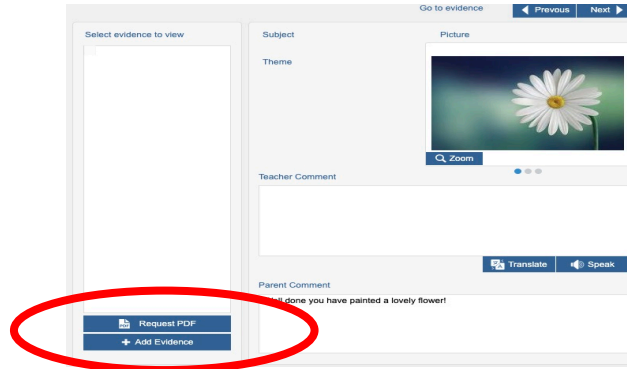 Go to evidence
Prevous
Next
Select evidence to view
Subject
Picture
Theme
Zoom
Teacher Comment
Translate
Speak
Parent Comment
done you have painted a lovely flower!
Request PDF
Add Evidence